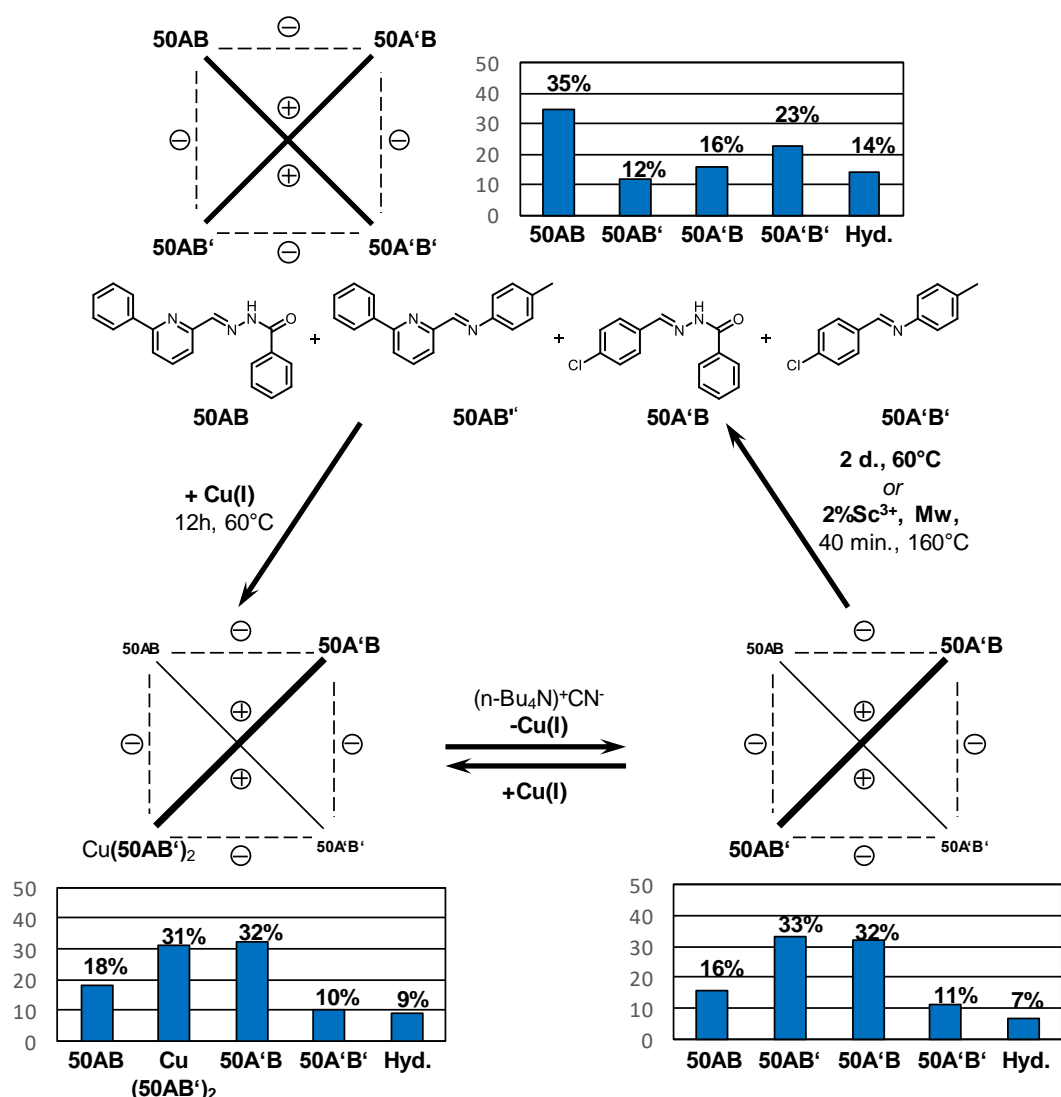 50AB
⊖
50A‘B
⊖
⊕
⊖
⊕
50AB‘
⊖
50A‘B‘
50
40
30
20
10
0
35%
12%
16%
23%
14%
50AB
50AB‘
50A‘B
50A‘B‘
Hyd.
N
N
H
N
O
+
N
N
+
Cl
N
H
N
O
+
Cl
N
50AB
50AB'‘
50A‘B
50A‘B‘
+ Cu(I)
12h, 60°C
2 d., 60°C
or
2%Sc³⁺, Mw,
40 min., 160°C
50AB
⊖
50A‘B
⊖
⊕
⊖
⊕
Cu(50AB‘)₂
⊖
50A‘B‘
(n-Bu₄N)⁺CN⁻
-Cu(I)
+Cu(I)
50AB
⊖
50A‘B
⊖
⊕
⊖
⊕
50AB‘
⊖
50A‘B‘
50
40
30
20
10
0
18%
31%
32%
10%
9%
50AB
Cu
(50AB‘)₂
50A‘B
50A‘B‘
Hyd.
50
40
30
20
10
0
16%
33%
32%
11%
7%
50AB
50AB‘
50A‘B
50A‘B‘
Hyd.